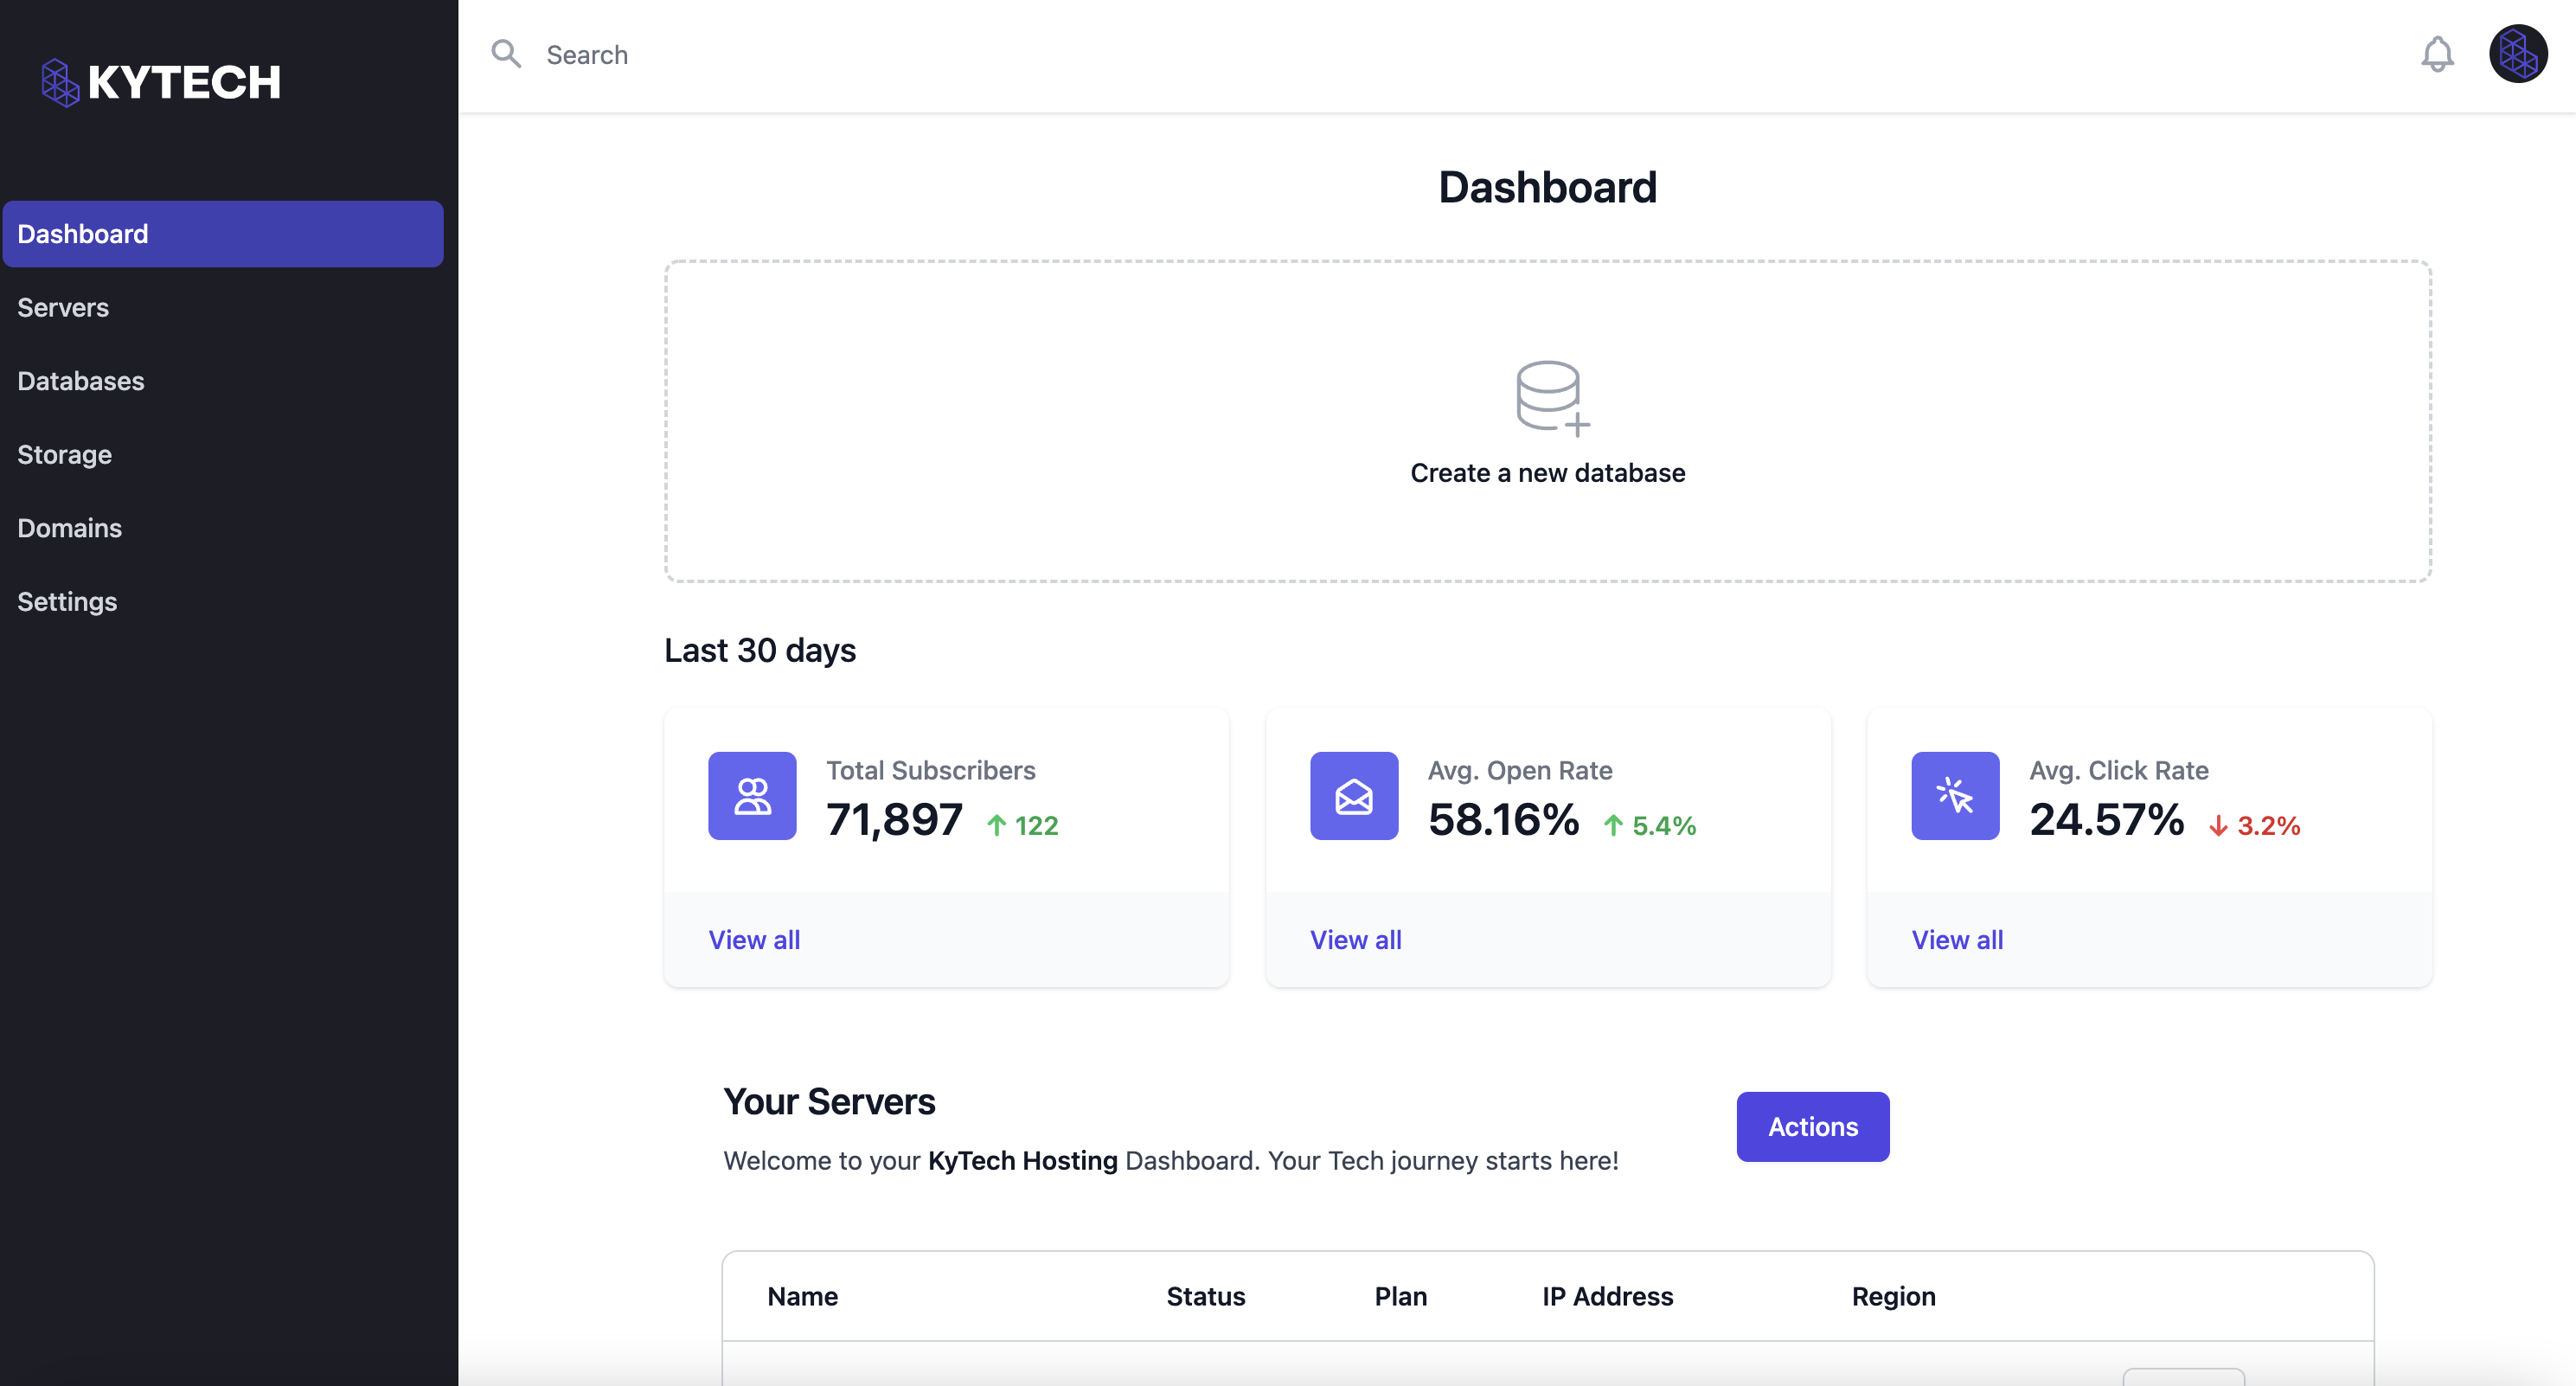 KYTECH
Search
Dashboard
Servers
Databases
Storage
Domains
Settings
Dashboard
Create a new database
Last 30 days
Total Subscribers
71,897 122
View all
Avg. Open Rate
58.16% 5.4%
View all
Avg. Click Rate
24.57% 3.2%
View all
Your Servers
Welcome to your KyTech Hosting Dashboard. Your Tech journey starts here!
Actions
Name Status Plan IP Address Region